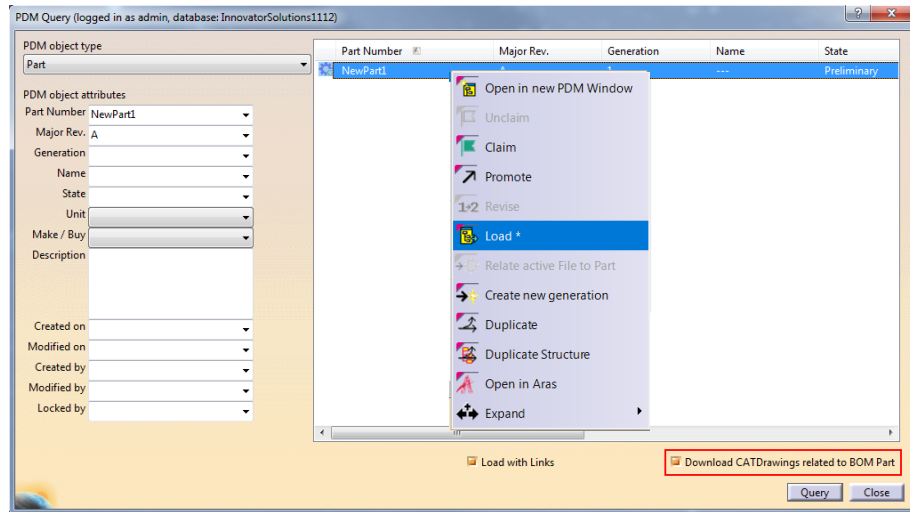 PDM Query (logged in as admin, database: InnovatorSolutions1112)
PDM object type
Part
PDM object attributes
Part Number NewPart1
Major Rev. A
Generation
Name
State
Unit
Make / Buy
Description
Created on
Modified on
Created by
Modified by
Locked by
Part Number Major Rev. Generation Name State
NewPart1 A 1 --- Preliminary
Open in new PDM Window
Unclaim
Claim
Promote
1→2 Revise
Load *
Relate active File to Part
Create new generation
Duplicate
Duplicate Structure
Open in Aras
Expand
Load with Links
Download CATDrawings related to BOM Part
Query Close